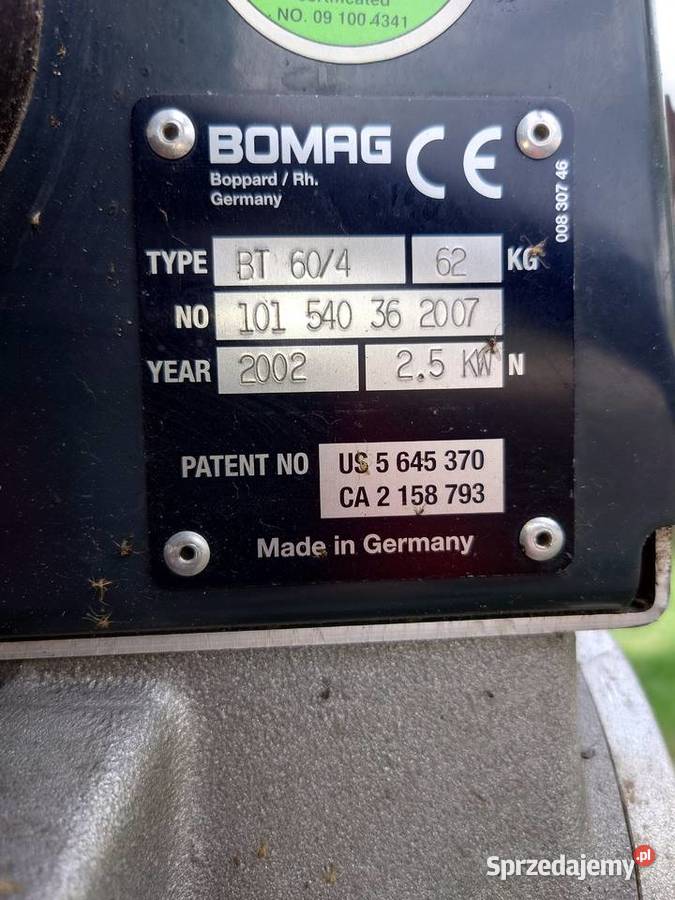 certificated
NO. 09 100 4341
BOMAG CE
Boppard / Rh.
Germany
008 307 46
TYPE BT 60/4 62 KG
NO 101 540 36 2007
YEAR 2002 2.5 KW N
PATENT NO US 5 645 370
CA 2 158 793
Made in Germany
Sprzedajemy.pl